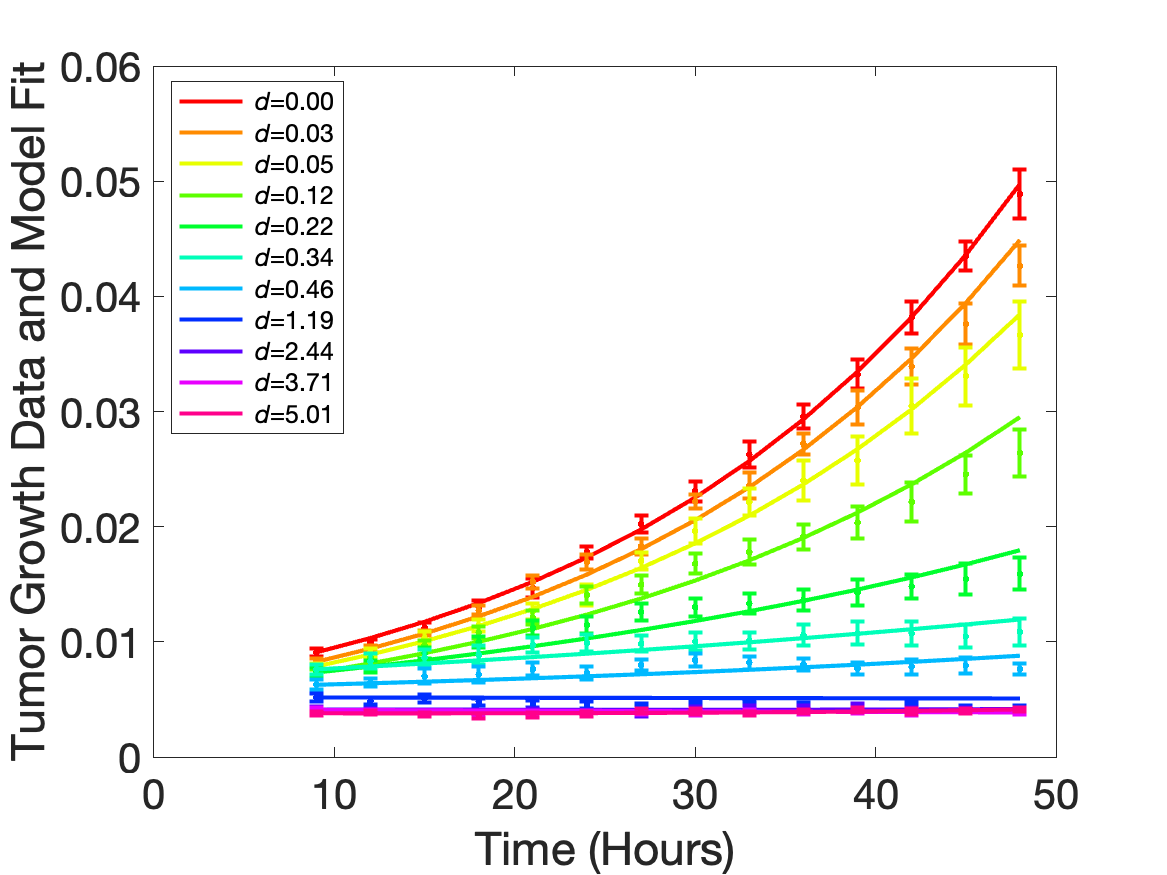 Tumor Growth Data and Model Fit
0.06
0.05
0.04
0.03
0.02
0.01
0
d=0.00
d=0.03
d=0.05
d=0.12
d=0.22
d=0.34
d=0.46
d=1.19
d=2.44
d=3.71
d=5.01
0 10 20 30 40 50
Time (Hours)